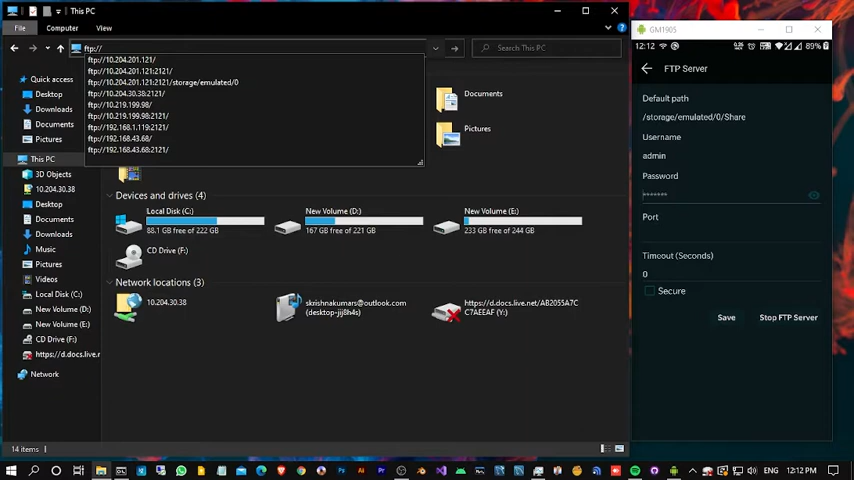 This PC
File
Computer
View
ftp://
Search This PC
ftp://10.204.201.121/
ftp://10.204.201.121:2121/
ftp://10.204.201.121:2121/storage/emulated/0
ftp://10.204.30.38:2121/
ftp://10.219.199.98/
ftp://10.219.199.98:2121/
ftp://192.168.1.119:2121/
ftp://192.168.43.68/
ftp://192.168.43.68:2121/
Quick access
Desktop
Downloads
Documents
Pictures
This PC
3D Objects
10.204.30.38
Desktop
Documents
Downloads
Music
Pictures
Videos
Local Disk (C:)
New Volume (D:)
New Volume (E:)
CD Drive (F:)
https://d.docs.live.r
Network
Documents
Pictures
Devices and drives (4)
Local Disk (C:)
88.1 GB free of 222 GB
New Volume (D:)
167 GB free of 221 GB
New Volume (E:)
233 GB free of 244 GB
CD Drive (F:)
Network locations (3)
10.204.30.38
skrishnakumars@outlook.com
(desktop-jij8h4s)
https://d.docs.live.net/AB2055A7C
C7AEEAF (Y:)
14 items
GM1905
12:12
89%
FTP Server
Default path
/storage/emulated/0/Share
Username
admin
Password
•••••••
Port
Timeout (Seconds)
0
Secure
Save
Stop FTP Server
ENG
12:12 PM